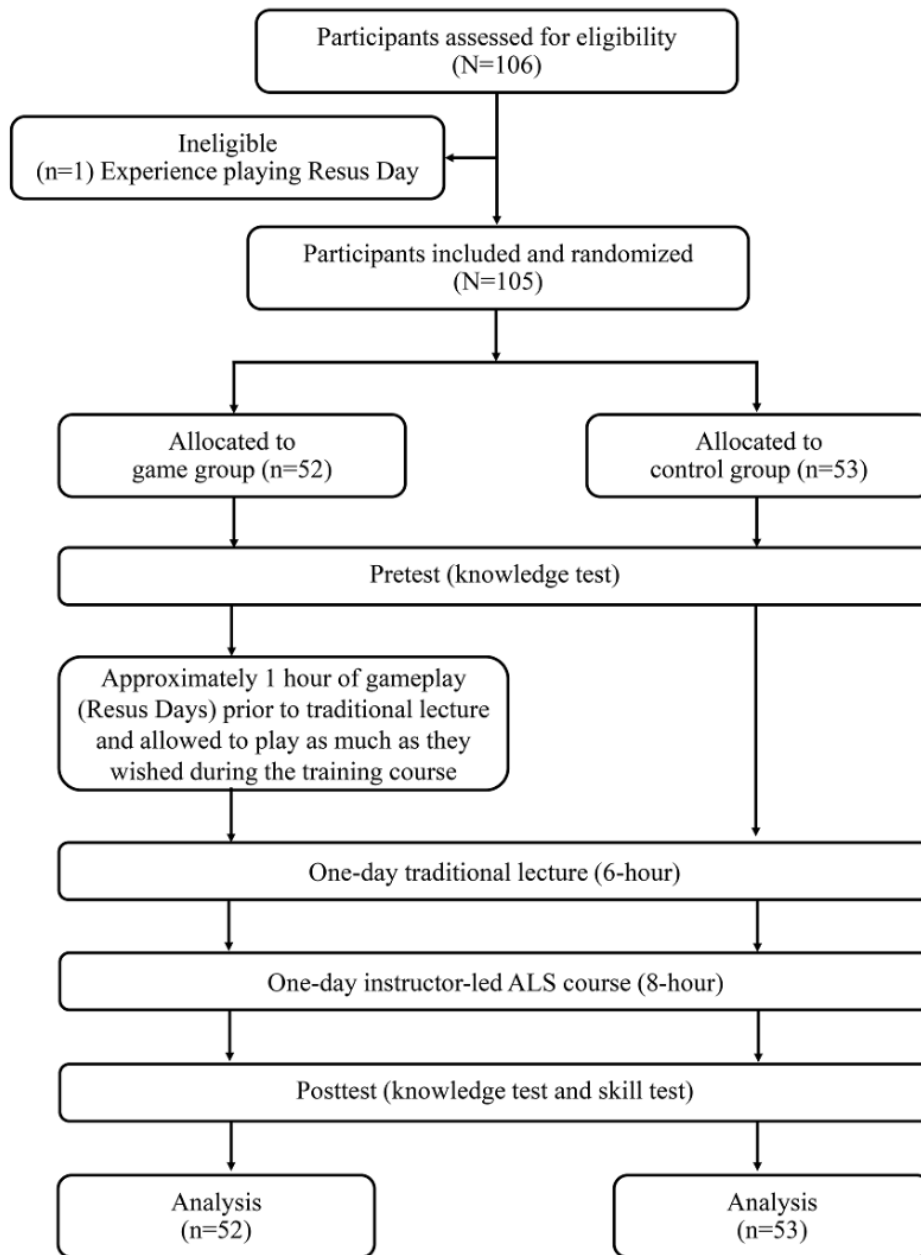 Participants assessed for eligibility
(N=106)
Ineligible
(n=1) Experience playing Resus Day
Participants included and randomized
(N=105)
Allocated to
game group (n=52)
Allocated to
control group (n=53)
Pretest (knowledge test)
Approximately 1 hour of gameplay
(Resus Days) prior to traditional lecture
and allowed to play as much as they
wished during the training course
One-day traditional lecture (6-hour)
One-day instructor-led ALS course (8-hour)
Posttest (knowledge test and skill test)
Analysis
(n=52)
Analysis
(n=53)